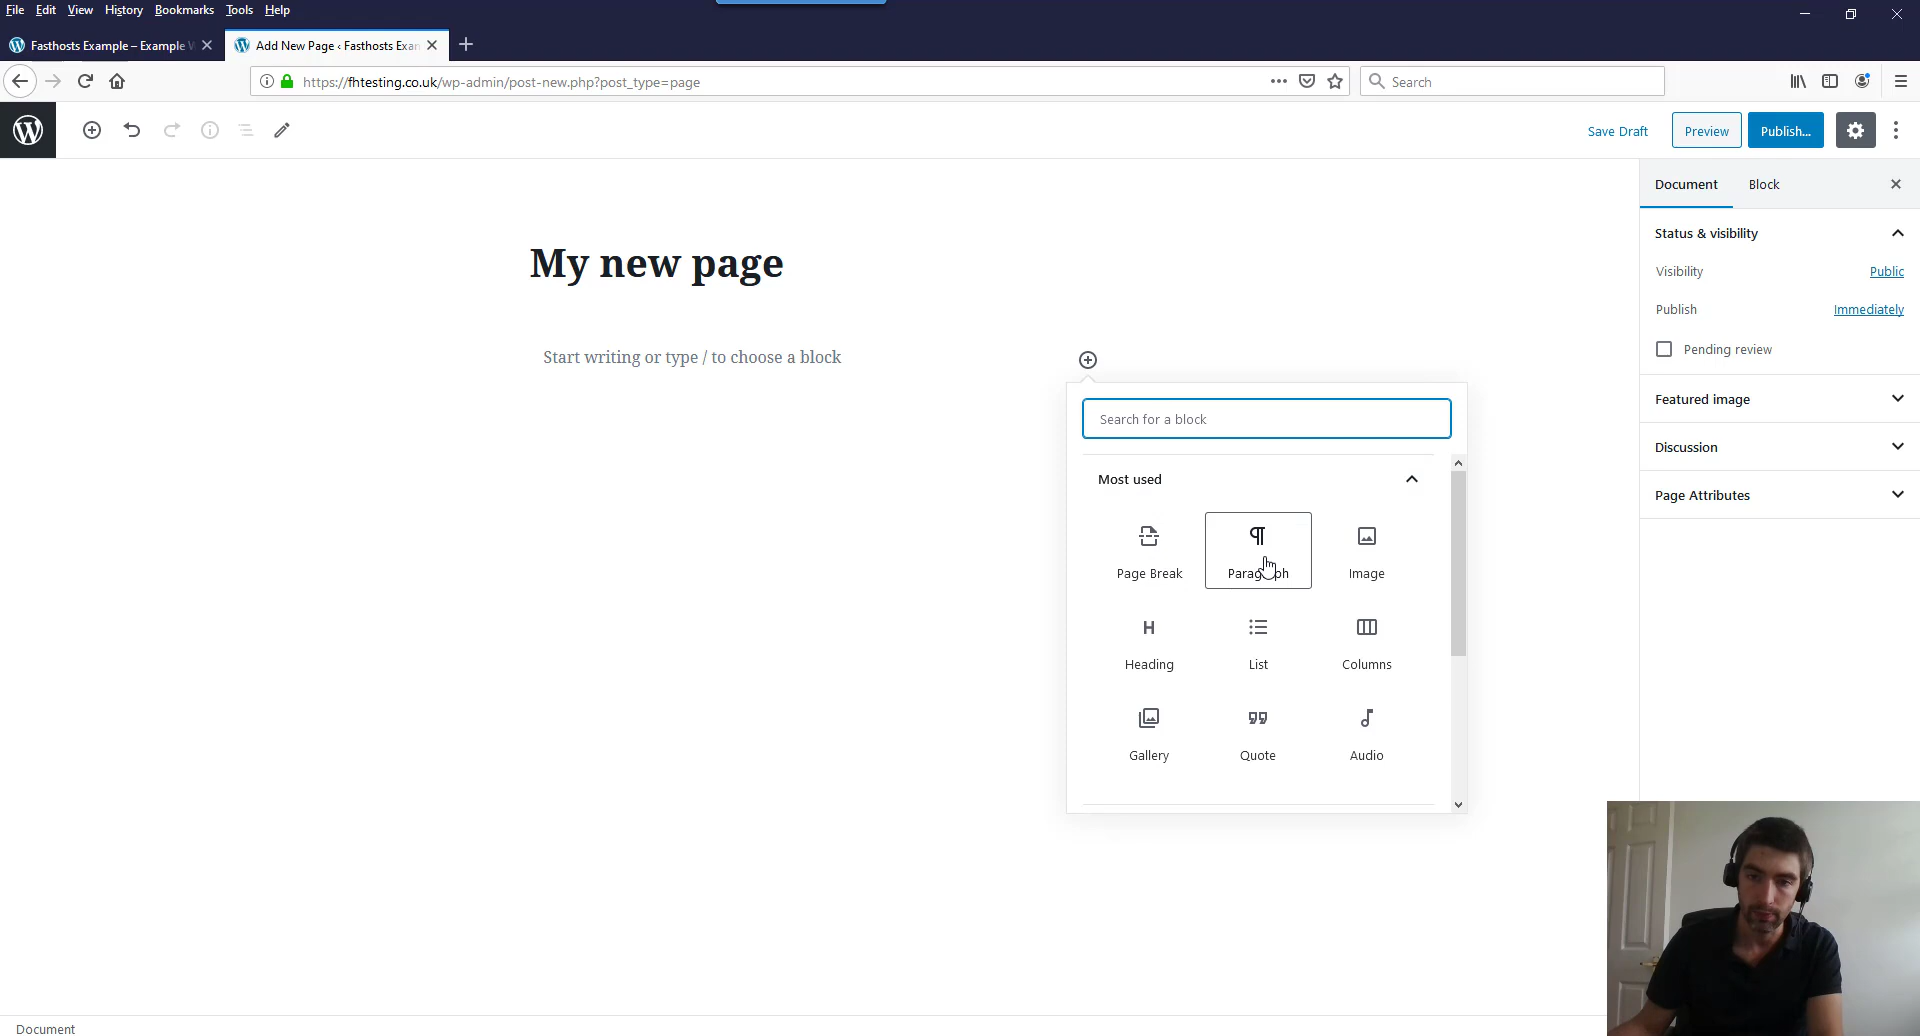 File Edit View History Bookmarks Tools Help
Fasthosts Example – Example
Add New Page ‹ Fasthosts Exam
https://fhtesting.co.uk/wp-admin/post-new.php?post_type=page
Search
Save Draft
Preview
Publish...
Document
Block
My new page
Status & visibility
Visibility
Public
Publish
Immediately
Pending review
Start writing or type / to choose a block
Featured image
Search for a block
Discussion
Most used
Page Attributes
Page Break
Paragraph
Image
Heading
List
Columns
Gallery
Quote
Audio
Document